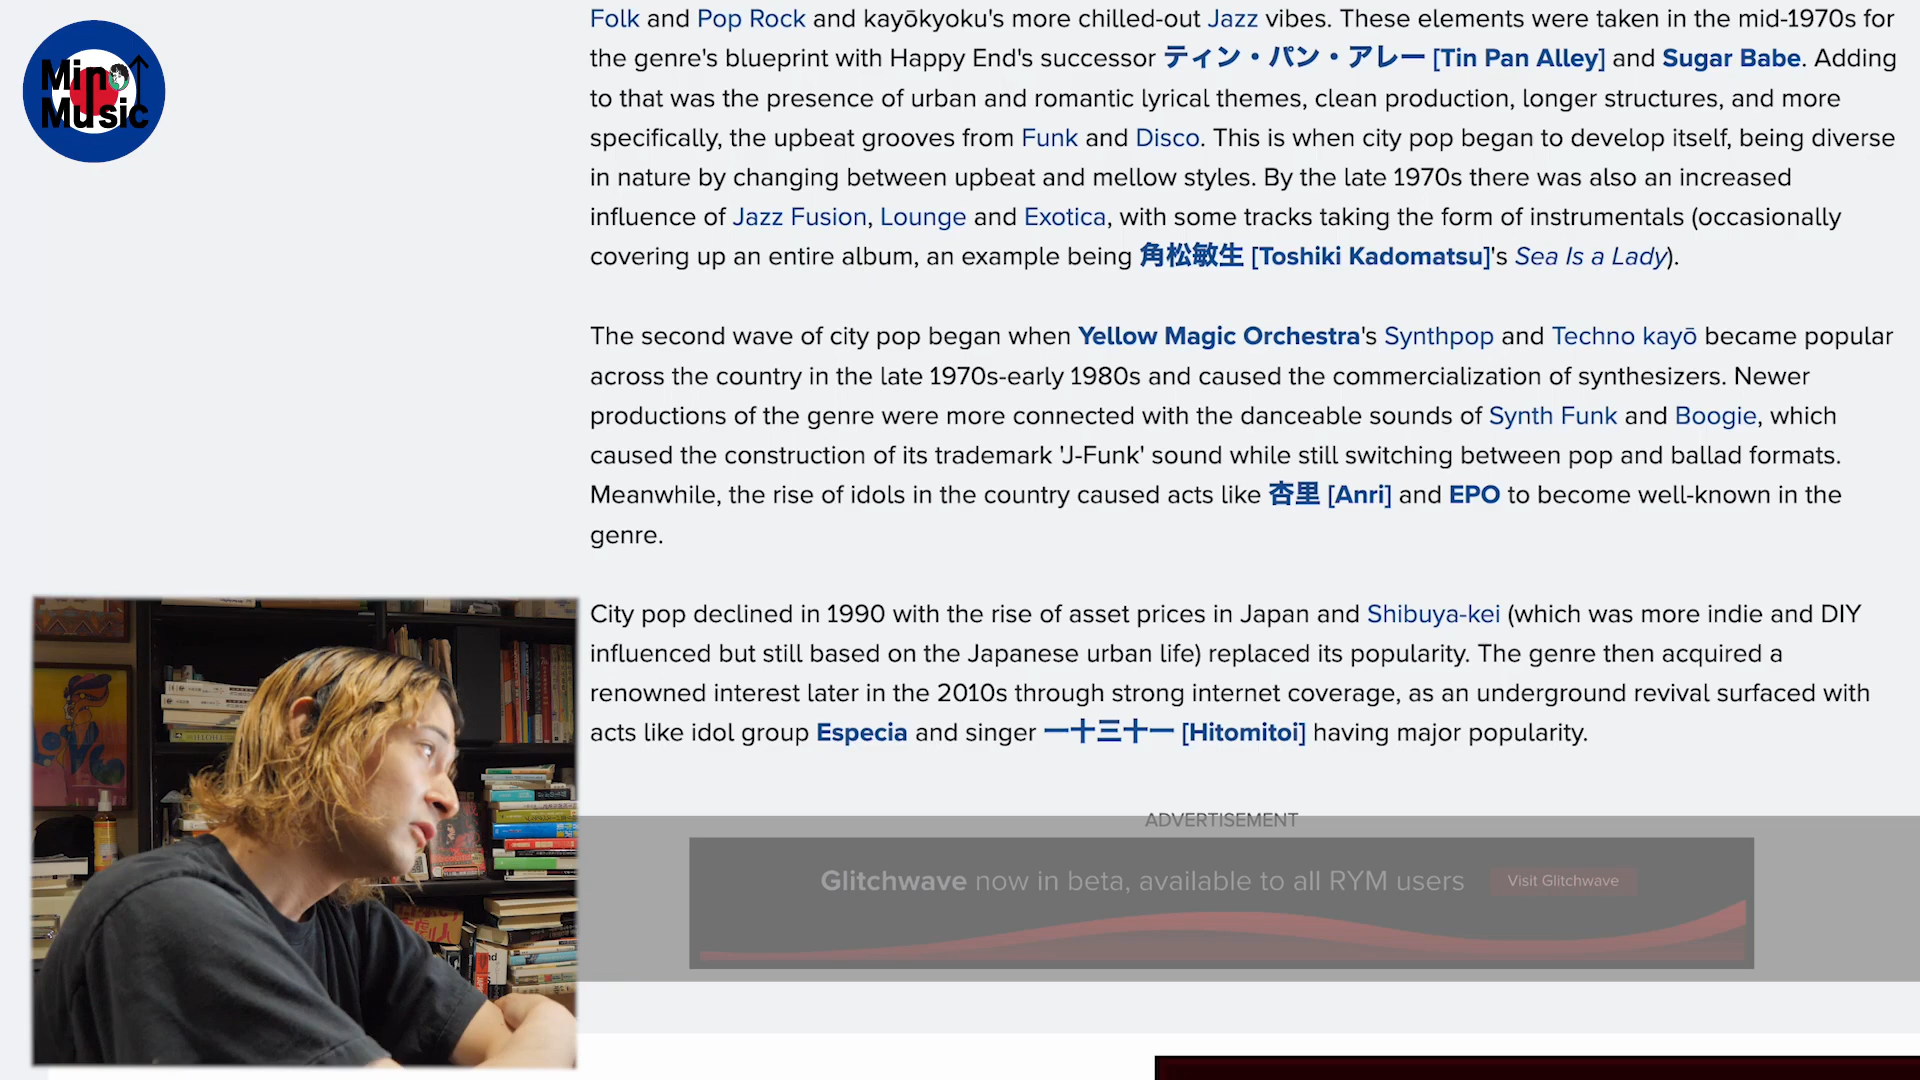 Min Music
Folk and Pop Rock and kayōkyoku's more chilled-out Jazz vibes. These elements were taken in the mid-1970s for
the genre's blueprint with Happy End's successor ティン・パン・アレー [Tin Pan Alley] and Sugar Babe. Adding
to that was the presence of urban and romantic lyrical themes, clean production, longer structures, and more
specifically, the upbeat grooves from Funk and Disco. This is when city pop began to develop itself, being diverse
in nature by changing between upbeat and mellow styles. By the late 1970s there was also an increased
influence of Jazz Fusion, Lounge and Exotica, with some tracks taking the form of instrumentals (occasionally
covering up an entire album, an example being 角松敏生 [Toshiki Kadomatsu]'s Sea Is a Lady).
The second wave of city pop began when Yellow Magic Orchestra's Synthpop and Techno kayō became popular
across the country in the late 1970s-early 1980s and caused the commercialization of synthesizers. Newer
productions of the genre were more connected with the danceable sounds of Synth Funk and Boogie, which
caused the construction of its trademark 'J-Funk' sound while still switching between pop and ballad formats.
Meanwhile, the rise of idols in the country caused acts like 杏里 [Anri] and EPO to become well-known in the
genre.
City pop declined in 1990 with the rise of asset prices in Japan and Shibuya-kei (which was more indie and DIY
influenced but still based on the Japanese urban life) replaced its popularity. The genre then acquired a
renowned interest later in the 2010s through strong internet coverage, as an underground revival surfaced with
acts like idol group Especia and singer 一十三十一 [Hitomitoi] having major popularity.
ADVERTISEMENT
Glitchwave now in beta, available to all RYM users
Visit Glitchwave